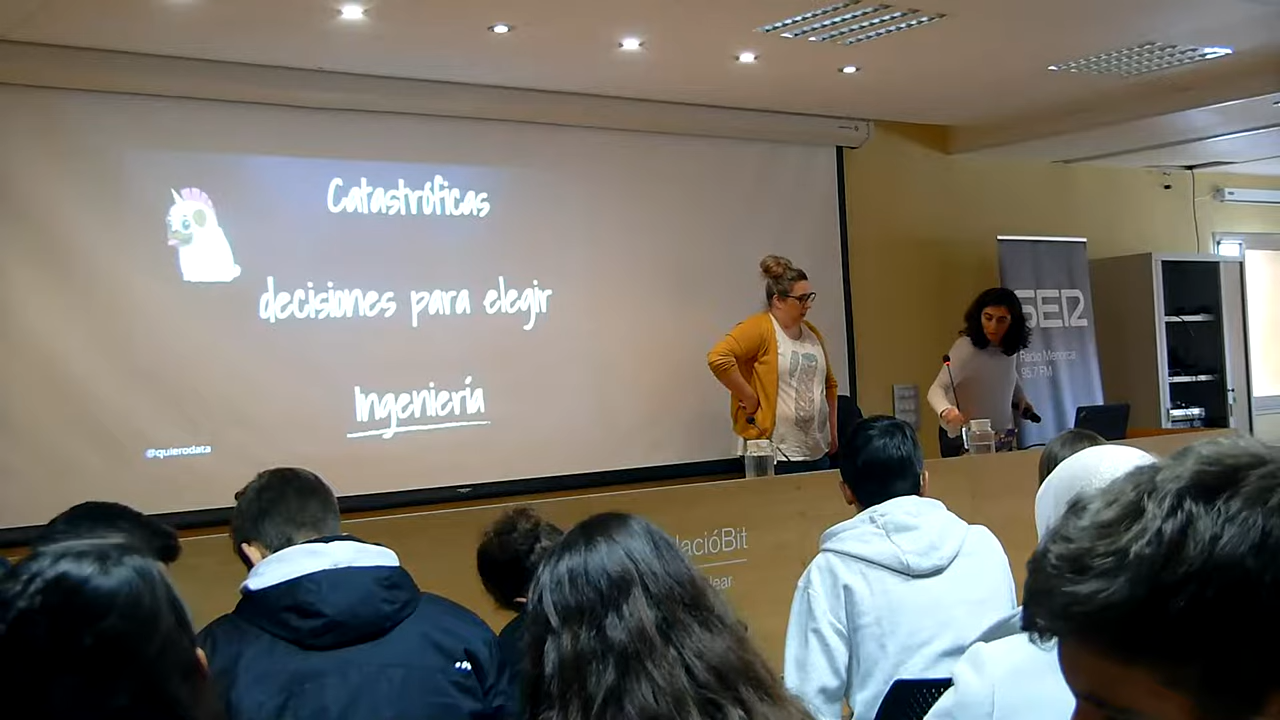 Catastróficas
decisiones para elegir
Ingeniería
@quierodata
SER
Radio Menorca
95.7 FM
lacióBit
lear